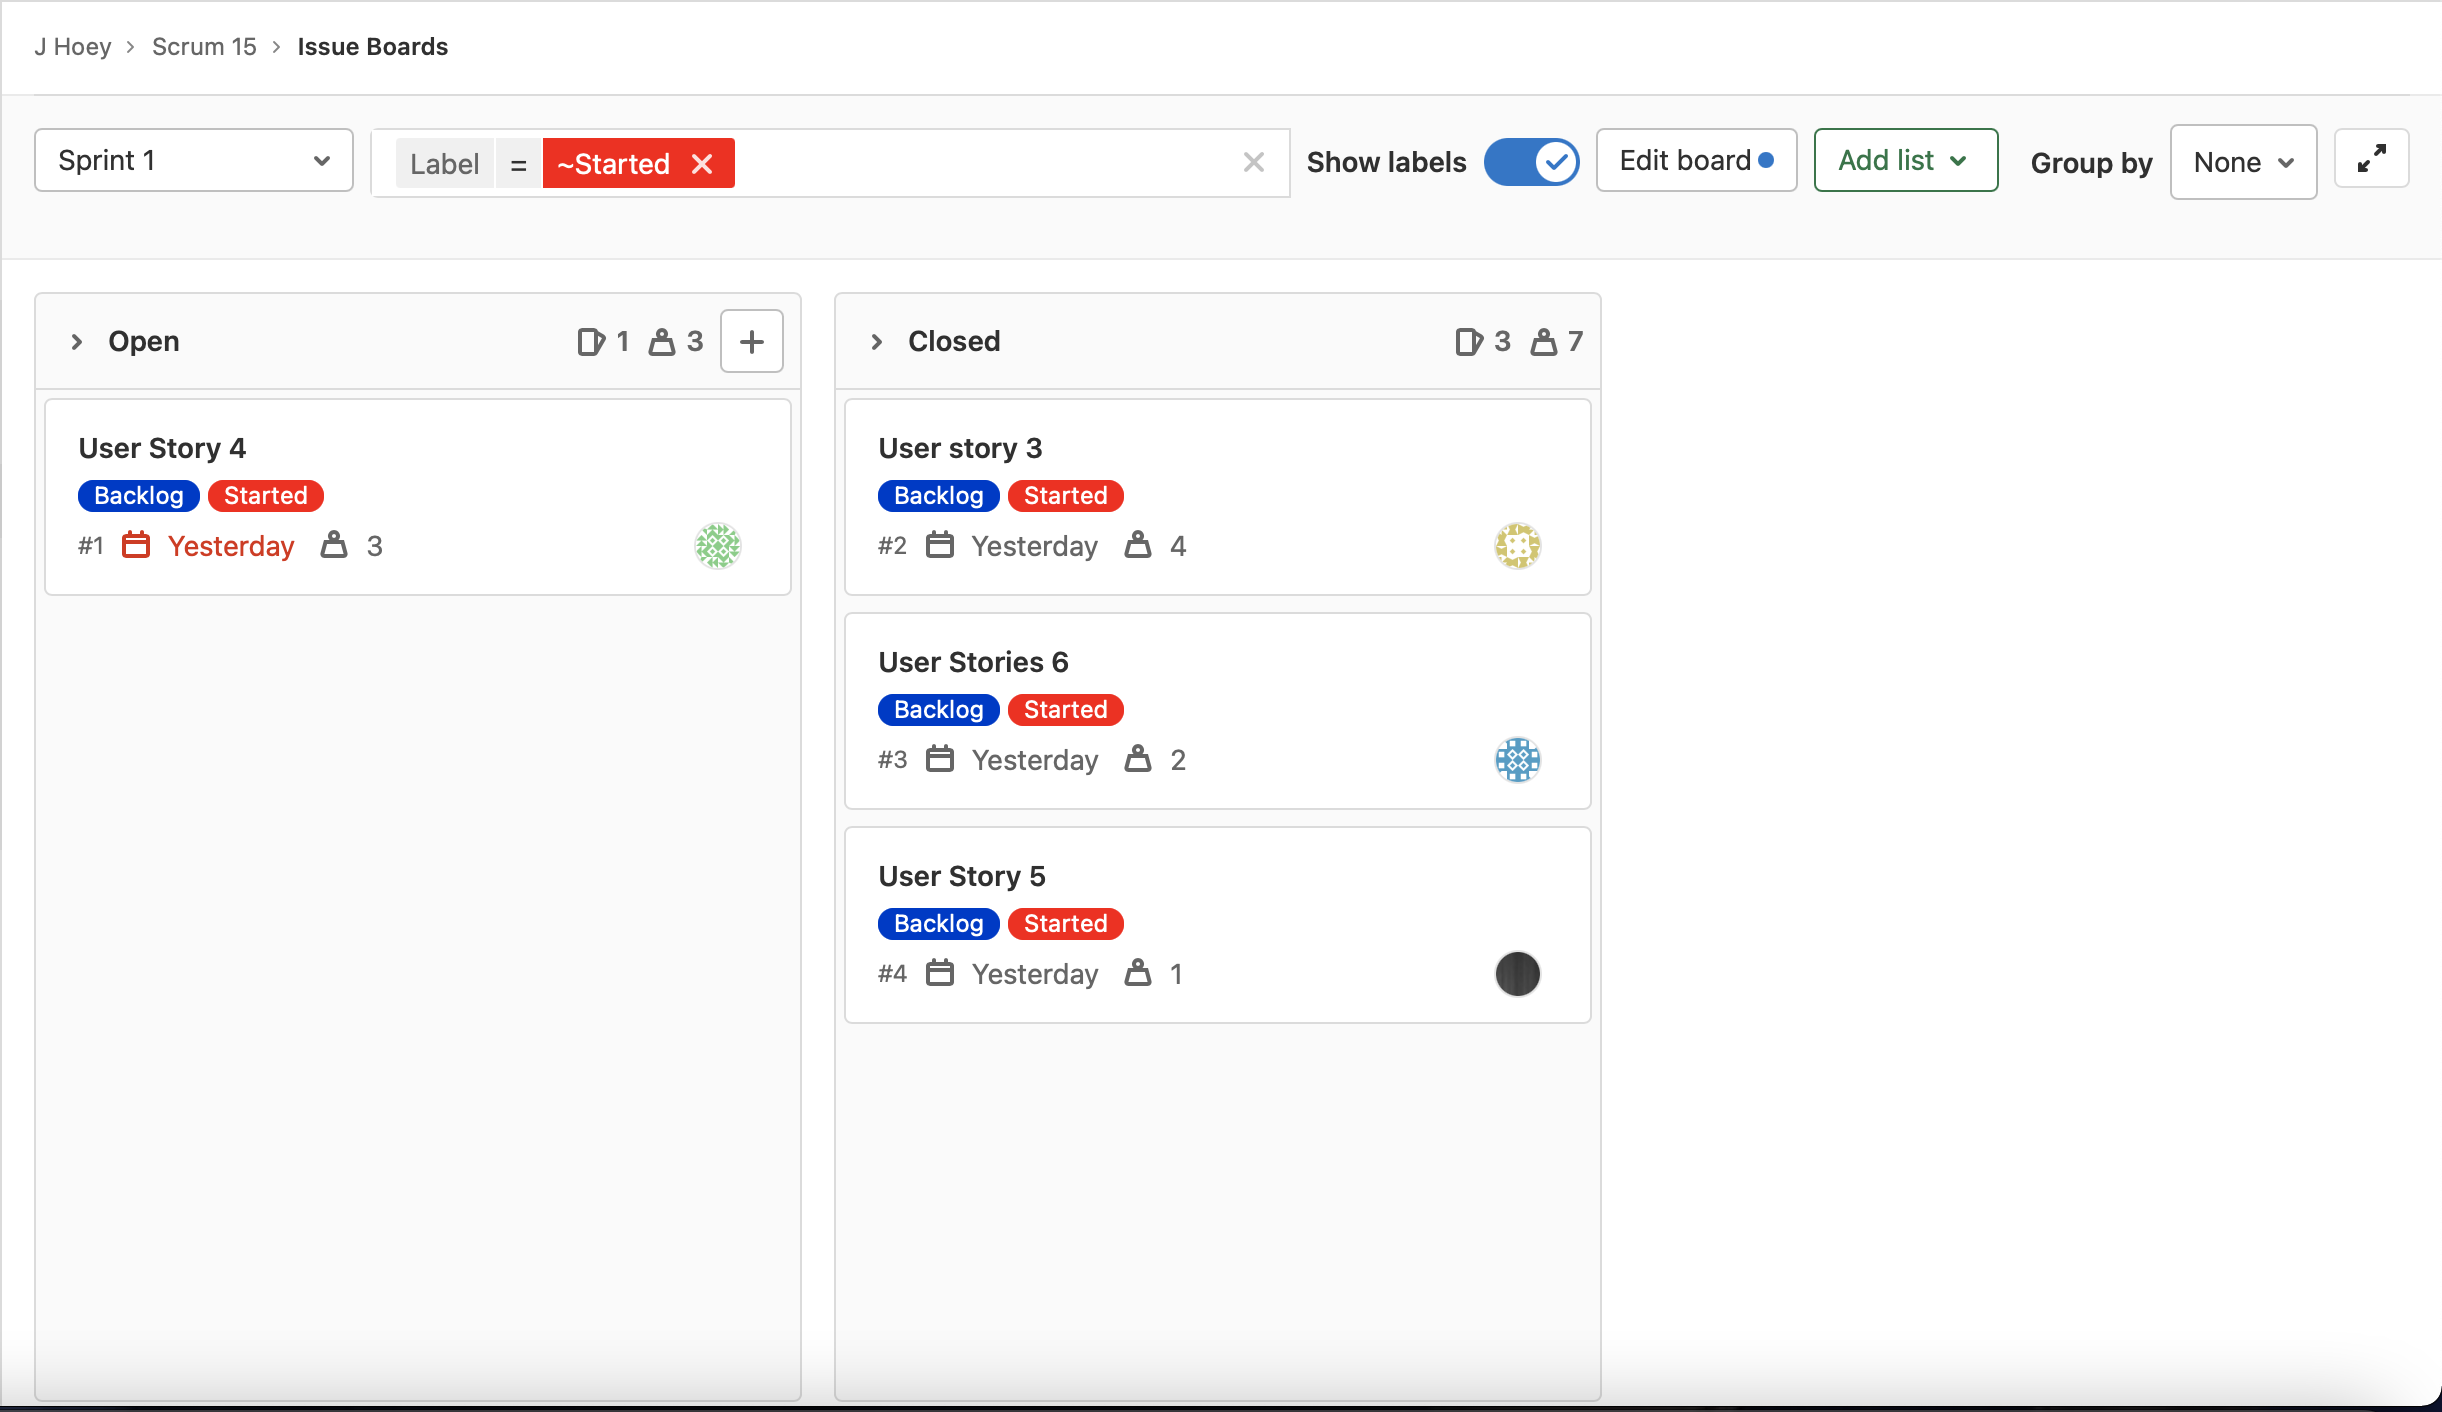 J Hoey > Scrum 15 > Issue Boards
Sprint 1
Label = ~Started
Show labels
Edit board
Add list
Group by
None
Open 1 3
User Story 4
Backlog Started
#1 Yesterday 3
Closed 3 7
User story 3
Backlog Started
#2 Yesterday 4
User Stories 6
Backlog Started
#3 Yesterday 2
User Story 5
Backlog Started
#4 Yesterday 1